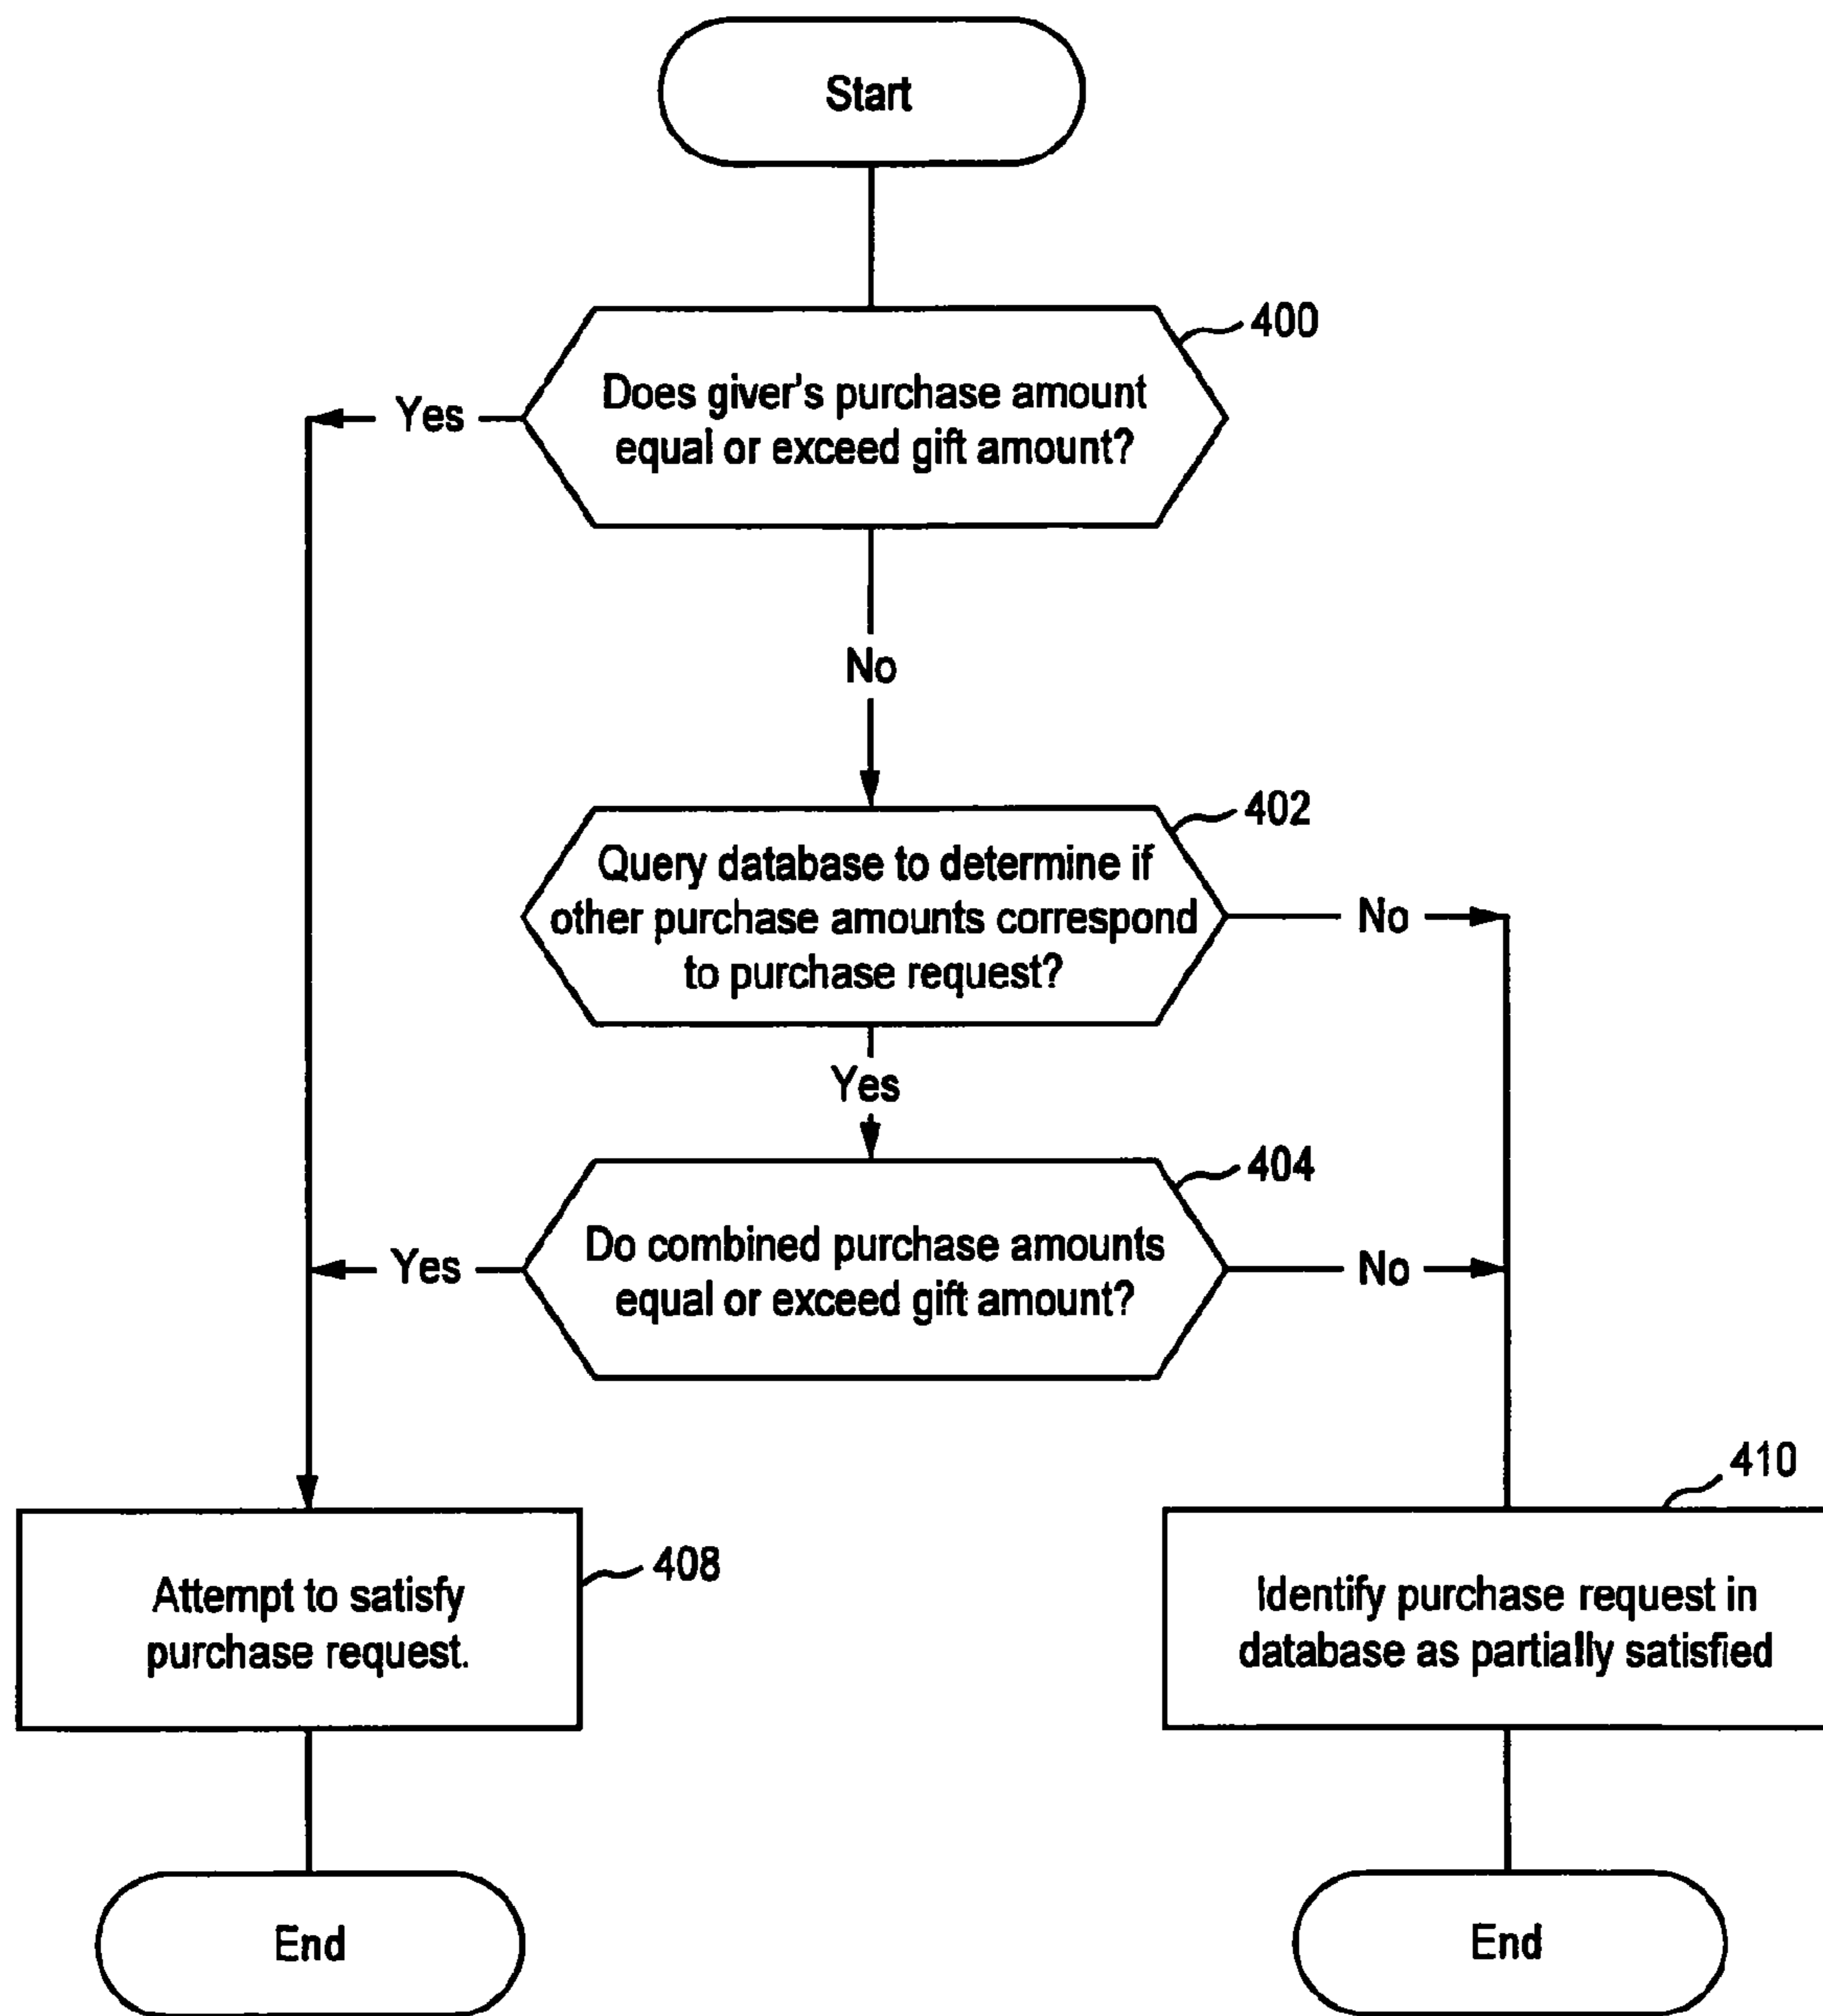 Start
400
Does giver's purchase amount
equal or exceed gift amount?
Yes
No
402
Query database to determine if
other purchase amounts correspond
to purchase request?
No
Yes
404
Do combined purchase amounts
equal or exceed gift amount?
Yes
No
408
Attempt to satisfy
purchase request.
410
Identify purchase request in
database as partially satisfied
End
End